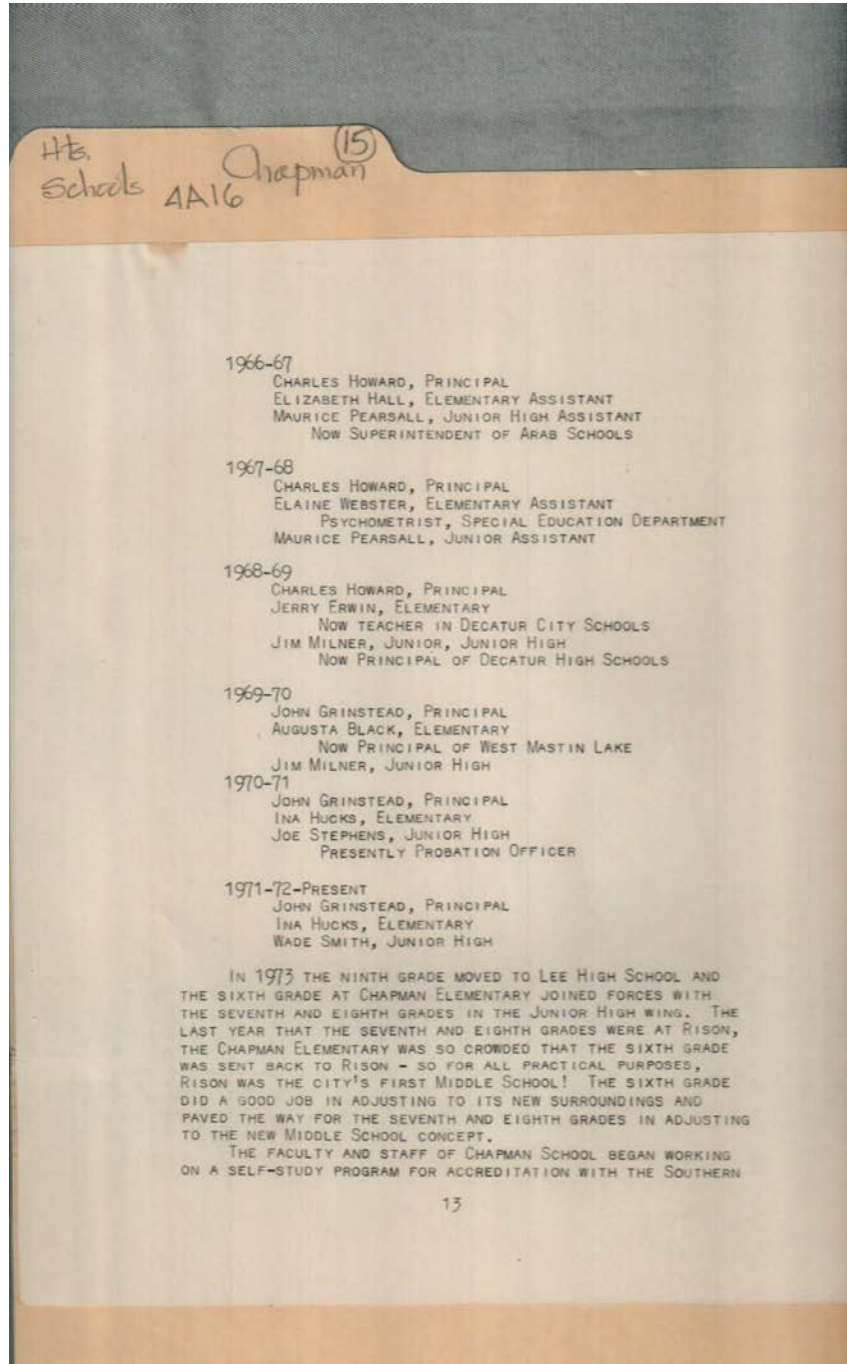 Hts.
Schools
4A16
Chapman
15
1966-67
CHARLES HOWARD, PRINCIPAL
ELIZABETH HALL, ELEMENTARY ASSISTANT
MAURICE PEARSALL, JUNIOR HIGH ASSISTANT
NOW SUPERINTENDENT OF ARAB SCHOOLS
1967-68
CHARLES HOWARD, PRINCIPAL
ELAINE WEBSTER, ELEMENTARY ASSISTANT
PSYCHOMETRIST, SPECIAL EDUCATION DEPARTMENT
MAURICE PEARSALL, JUNIOR ASSISTANT
1968-69
CHARLES HOWARD, PRINCIPAL
JERRY ERWIN, ELEMENTARY
NOW TEACHER IN DECATUR CITY SCHOOLS
JIM MILNER, JUNIOR, JUNIOR HIGH
NOW PRINCIPAL OF DECATUR HIGH SCHOOLS
1969-70
JOHN GRINSTEAD, PRINCIPAL
AUGUSTA BLACK, ELEMENTARY
NOW PRINCIPAL OF WEST MASTIN LAKE
JIM MILNER, JUNIOR HIGH
1970-71
JOHN GRINSTEAD, PRINCIPAL
INA HUCKS, ELEMENTARY
JOE STEPHENS, JUNIOR HIGH
PRESENTLY PROBATION OFFICER
1971-72-PRESENT
JOHN GRINSTEAD, PRINCIPAL
INA HUCKS, ELEMENTARY
WADE SMITH, JUNIOR HIGH
IN 1973 THE NINTH GRADE MOVED TO LEE HIGH SCHOOL AND
THE SIXTH GRADE AT CHAPMAN ELEMENTARY JOINED FORCES WITH
THE SEVENTH AND EIGHTH GRADES IN THE JUNIOR HIGH WING. THE
LAST YEAR THAT THE SEVENTH AND EIGHTH GRADES WERE AT RISON,
THE CHAPMAN ELEMENTARY WAS SO CROWDED THAT THE SIXTH GRADE
WAS SENT BACK TO RISON - SO FOR ALL PRACTICAL PURPOSES,
RISON WAS THE CITY'S FIRST MIDDLE SCHOOL! THE SIXTH GRADE
DID A GOOD JOB IN ADJUSTING TO ITS NEW SURROUNDINGS AND
PAVED THE WAY FOR THE SEVENTH AND EIGHTH GRADES IN ADJUSTING
TO THE NEW MIDDLE SCHOOL CONCEPT.
THE FACULTY AND STAFF OF CHAPMAN SCHOOL BEGAN WORKING
ON A SELF-STUDY PROGRAM FOR ACCREDITATION WITH THE SOUTHERN
13